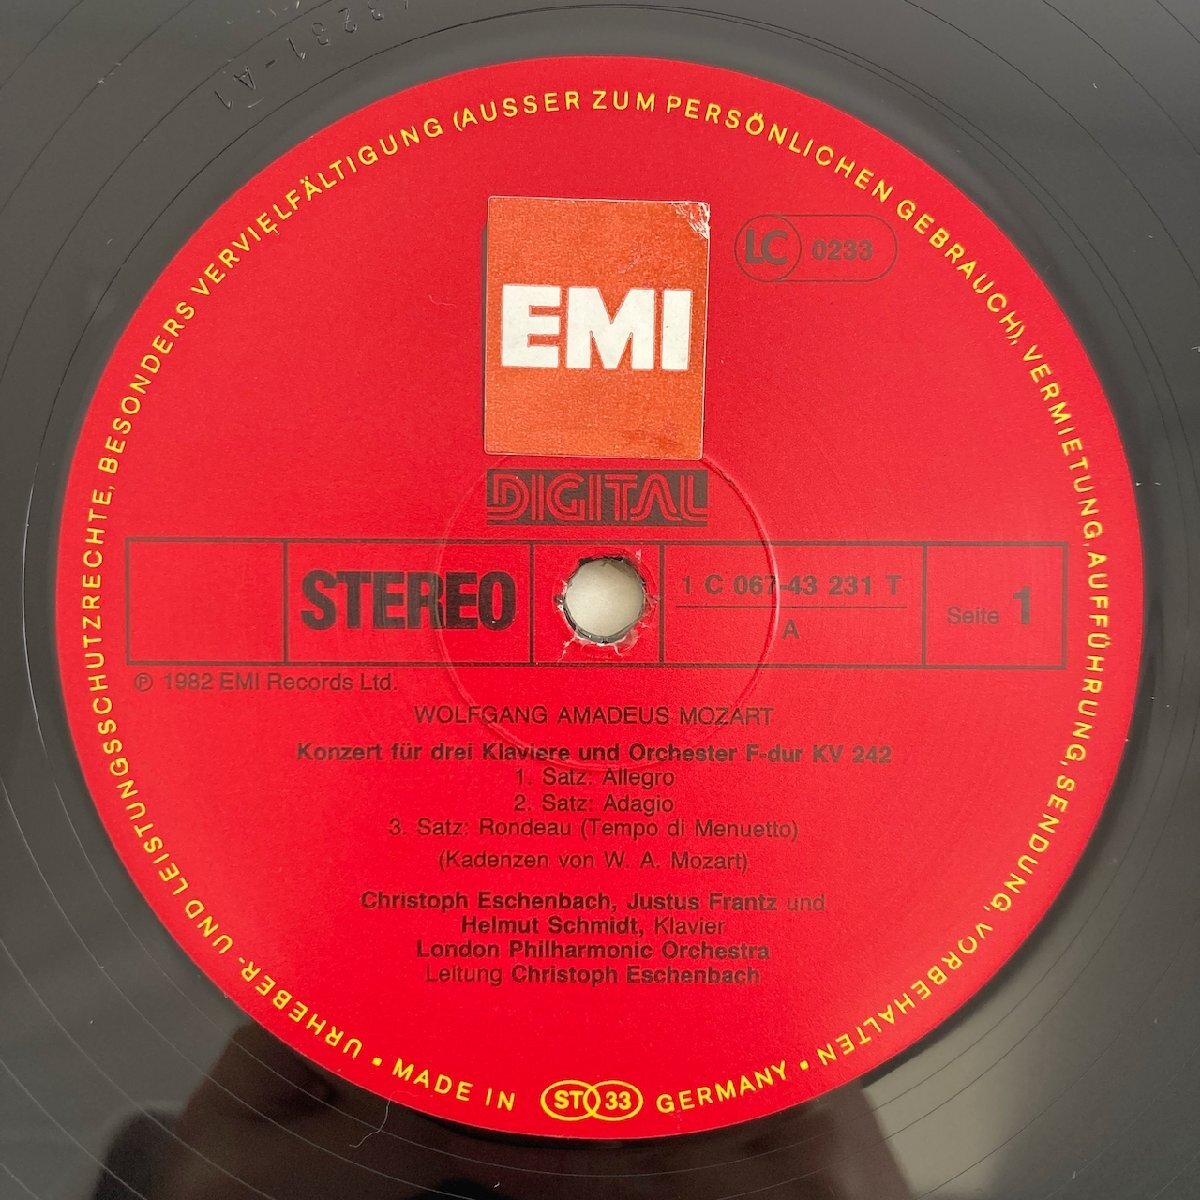 43231-A1
URHEBER- UND LEISTUNGSSCHUTZRECHTE, BESONDERS VERVIELFÄLTIGUNG (AUSSER ZUM PERSÖNLICHEN GEBRAUCH), VERMIETUNG, AUFFÜHRUNG, SENDUNG, VORBEHALTEN
EMI
LC 0233
DIGITAL
STEREO
1 C 067-43 231 T
A
Seite 1
℗ 1982 EMI Records Ltd.
WOLFGANG AMADEUS MOZART
Konzert für drei Klaviere und Orchester F-dur KV 242
1. Satz: Allegro
2. Satz: Adagio
3. Satz: Rondeau (Tempo di Menuetto)
(Kadenzen von W. A. Mozart)
Christoph Eschenbach, Justus Frantz und
Helmut Schmidt, Klavier
London Philharmonic Orchestra
Leitung Christoph Eschenbach
• MADE IN ST 33 GERMANY •